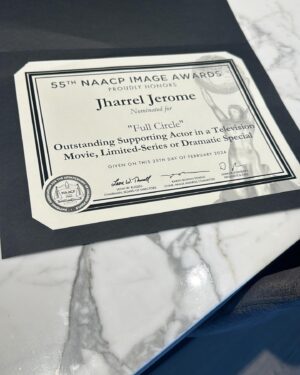 55TH NAACP IMAGE AWARDS
PROUDLY HONORS
Jharrel Jerome
Nominated for
"Full Circle"
Outstanding Supporting Actor in a Television
Movie, Limited-Series or Dramatic Special
GIVEN ON THIS 25TH DAY OF FEBRUARY 2024
NAACP